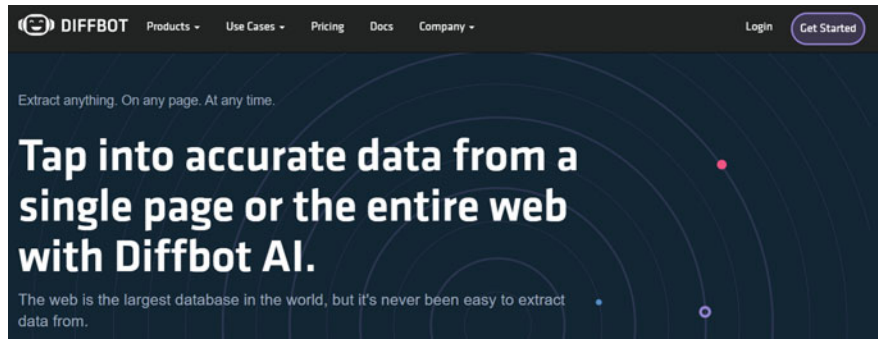 DIFFBOT Products Use Cases Pricing Docs Company Login Get Started
Extract anything. On any page. At any time.
Tap into accurate data from a
single page or the entire web
with Diffbot AI.
The web is the largest database in the world, but it's never been easy to extract
data from.